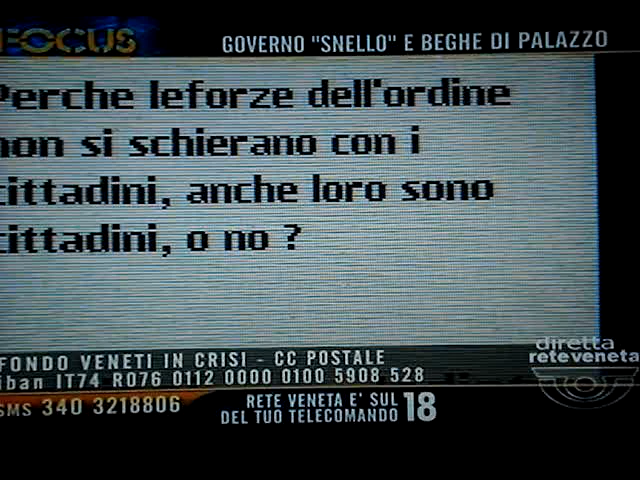 FOCUS
GOVERNO "SNELLO" E BEGHE DI PALAZZO
Perche leforze dell'ordine
non si schierano con i
cittadini, anche loro sono
cittadini, o no ?
FONDO VENETI IN CRISI - CC POSTALE
iban IT74 R076 0112 0000 0100 5908 528
SMS 340 3218806
RETE VENETA E' SUL
DEL TUO TELECOMANDO 18
diretta
reteveneta